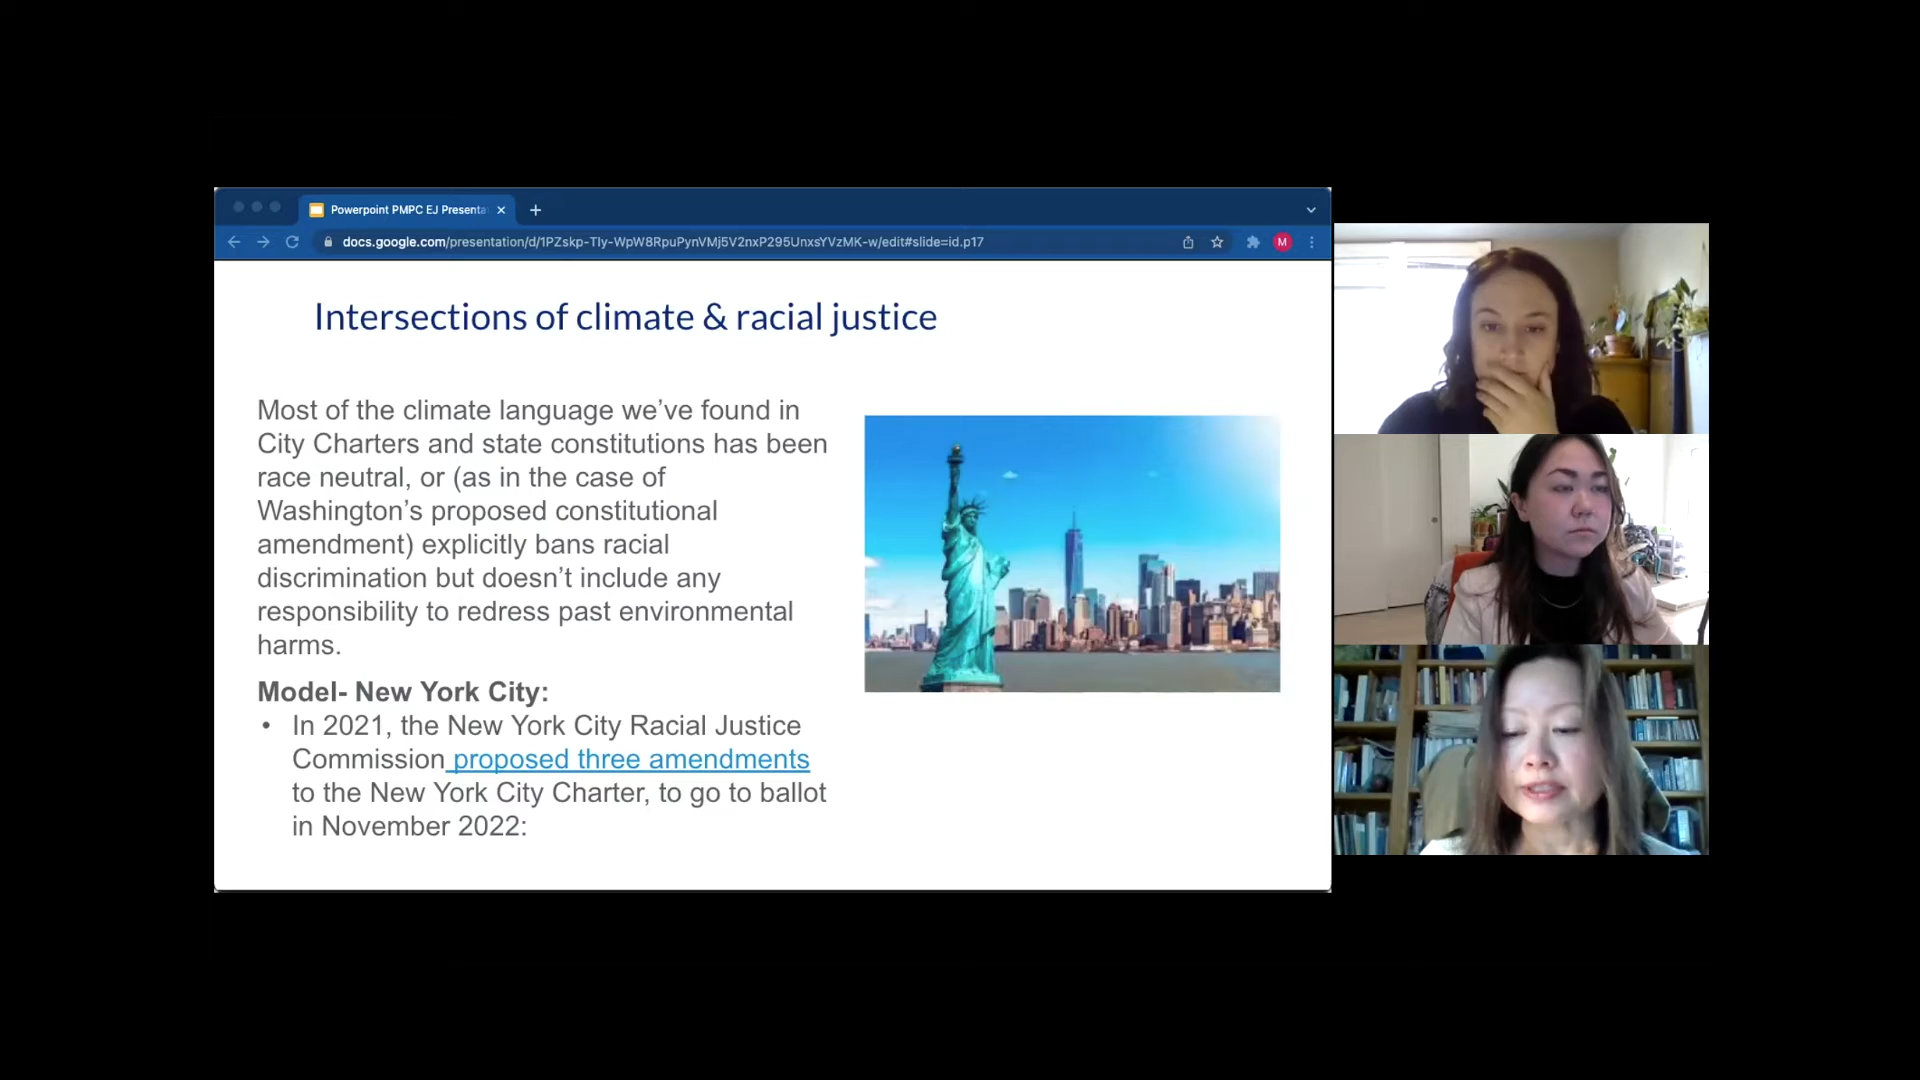 Powerpoint PMPC EJ Presenta
docs.google.com/presentation/d/1PZskp-TIy-WpW8RpuPynVMj5V2nxP295UnxsYVzMK-w/edit#slide=id.p17
M
Intersections of climate & racial justice
Most of the climate language we’ve found in
City Charters and state constitutions has been
race neutral, or (as in the case of
Washington’s proposed constitutional
amendment) explicitly bans racial
discrimination but doesn’t include any
responsibility to redress past environmental
harms.
Model- New York City:
• In 2021, the New York City Racial Justice
Commission proposed three amendments
to the New York City Charter, to go to ballot
in November 2022: